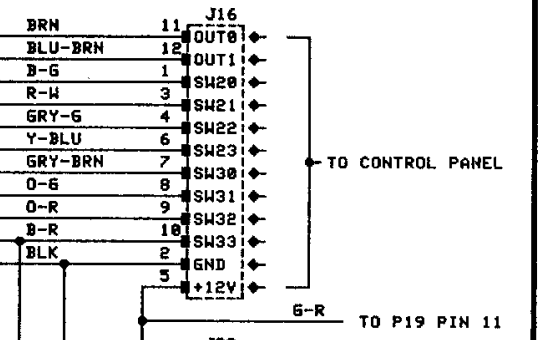 J16
BRN 11 OUT0
BLU-BRN 12 OUT1
B-G 1 SW20
R-W 3 SW21
GRY-G 4 SW22
Y-BLU 6 SW23
GRY-BRN 7 SW30 TO CONTROL PANEL
O-G 8 SW31
O-R 9 SW32
B-R 10 SW33
BLK 2 GND
5 +12V
G-R TO P19 PIN 11